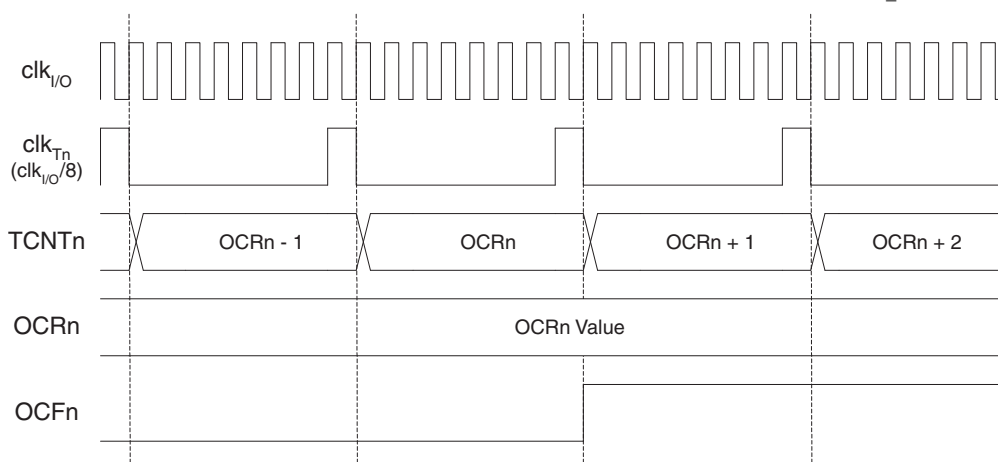 clkI/O
clkTn
(clkI/O/8)
TCNTn
OCRn - 1
OCRn
OCRn + 1
OCRn + 2
OCRn
OCRn Value
OCFn